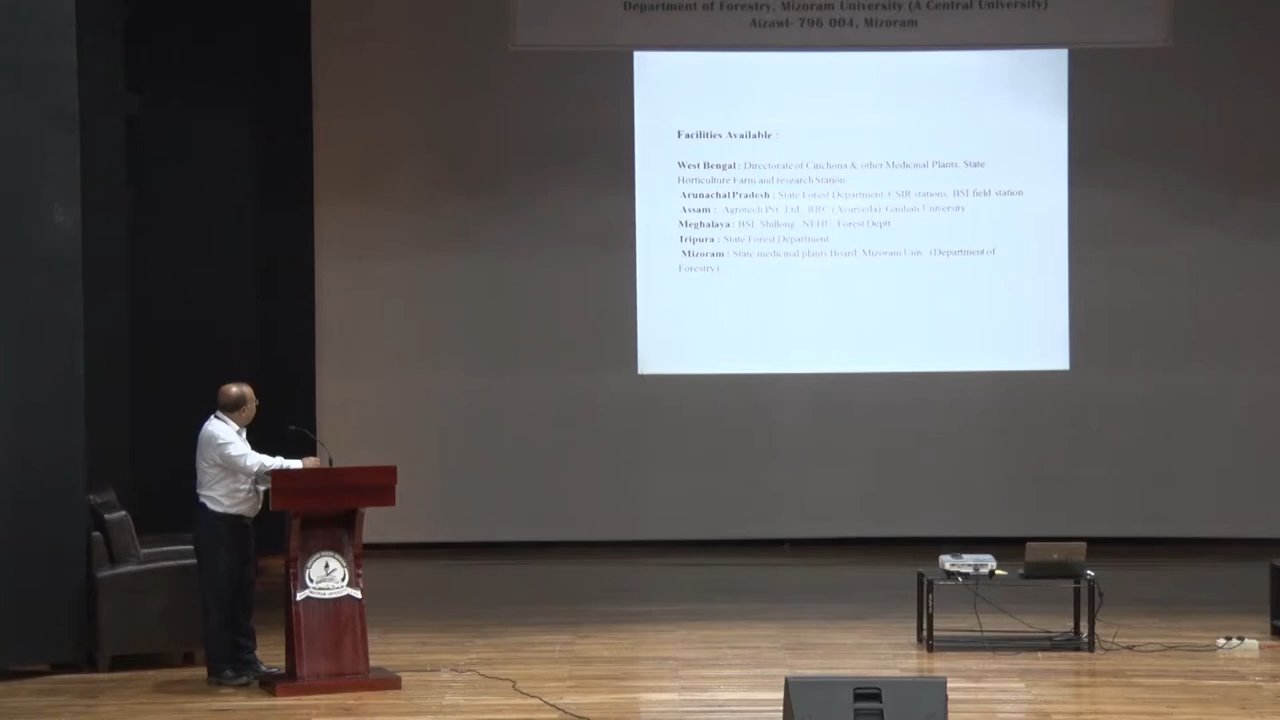 Department of Forestry, Mizoram University (A Central University)
Aizawl- 796 004, Mizoram
Facilities Available :
West Bengal : Directorate of Cinchona & other Medicinal Plants. State
Horticulture Farm and research Station
Arunachal Pradesh : State Forest Department, CSIR stations, BSI field station
Assam : Agrotech Pvt. Ltd., RRC (Ayurveda), Gauhati University
Meghalaya : BSI, Shillong, NEHU, Forest Deptt
Tripura : State Forest Department
Mizoram : State medicinal plants Board, Mizoram Univ. (Department of
Forestry)
MIZORAM UNIVERSITY